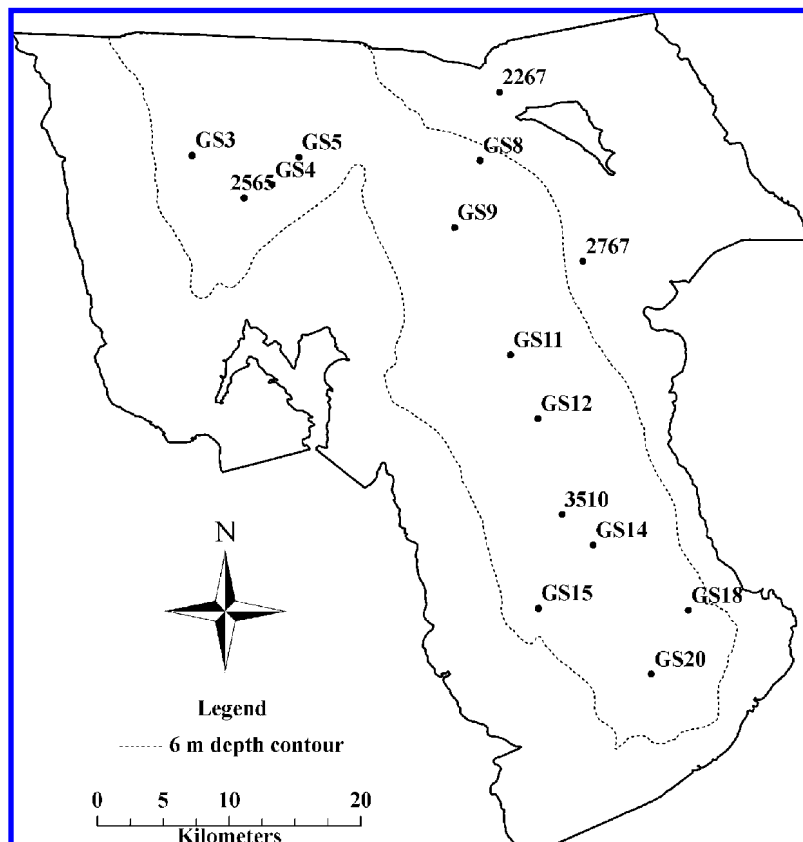 2267
GS3
GS5
GS8
2565
GS4
GS9
2767
GS11
GS12
3510
GS14
N
GS15
GS18
GS20
Legend
6 m depth contour
0 5 10 20
Kilometers